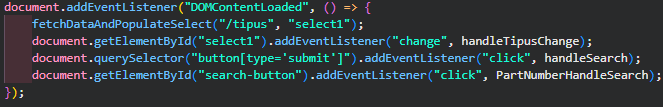 document.addEventListener("DOMContentLoaded", () => {
    fetchDataAndPopulateSelect("/tipus", "select1");
    document.getElementById("select1").addEventListener("change", handleTipusChange);
    document.querySelector("button[type='submit']").addEventListener("click", handleSearch);
    document.getElementById("search-button").addEventListener("click", PartNumberHandleSearch);
});